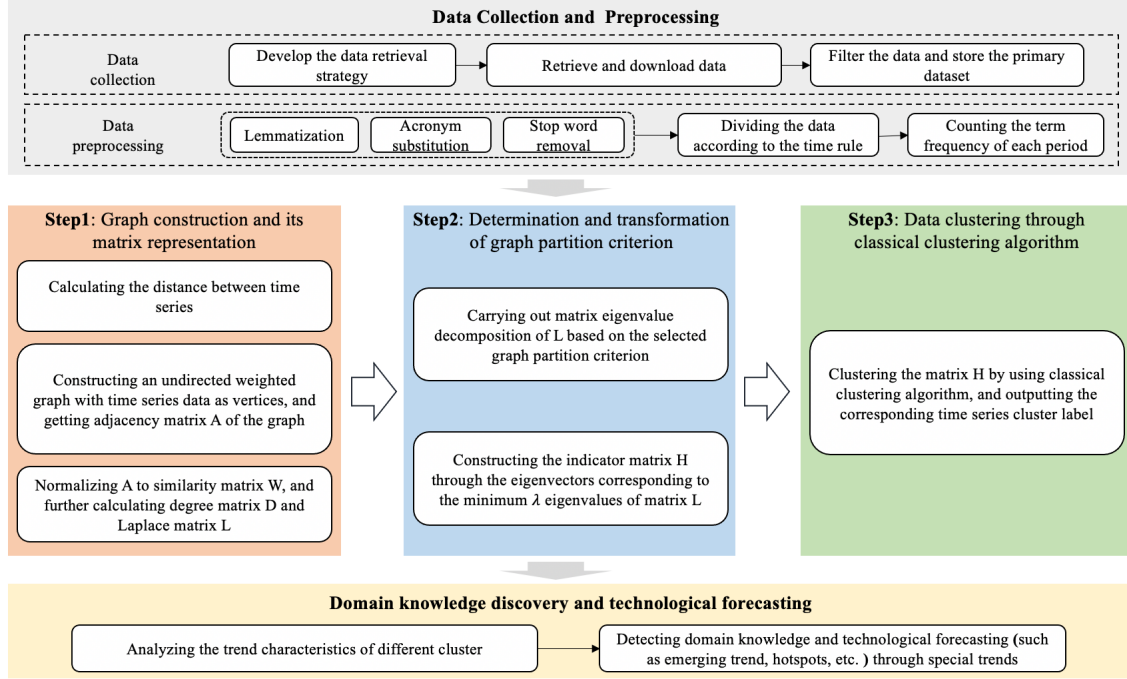 Data Collection and Preprocessing
Data
collection
Develop the data retrieval
strategy
Retrieve and download data
Filter the data and store the primary
dataset
Data
preprocessing
Lemmatization
Acronym
substitution
Stop word
removal
Dividing the data
according to the time rule
Counting the term
frequency of each period
Step1: Graph construction and its
matrix representation
Calculating the distance between time
series
Constructing an undirected weighted
graph with time series data as vertices, and
getting adjacency matrix A of the graph
Normalizing A to similarity matrix W, and
further calculating degree matrix D and
Laplace matrix L
Step2: Determination and transformation
of graph partition criterion
Carrying out matrix eigenvalue
decomposition of L based on the selected
graph partition criterion
Constructing the indicator matrix H
through the eigenvectors corresponding to
the minimum λ eigenvalues of matrix L
Step3: Data clustering through
classical clustering algorithm
Clustering the matrix H by using classical
clustering algorithm, and outputting the
corresponding time series cluster label
Domain knowledge discovery and technological forecasting
Analyzing the trend characteristics of different cluster
Detecting domain knowledge and technological forecasting (such
as emerging trend, hotspots, etc. ) through special trends